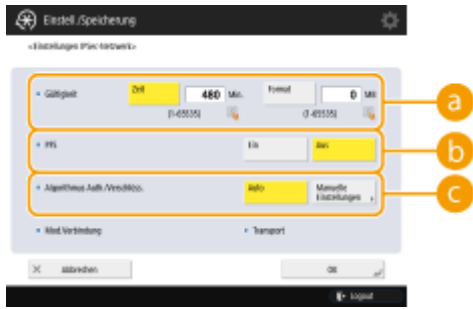 Einstell./Speicherung
<Einstellungen IPSec-Netzwerk>
Gültigkeit Zeit 480 Min. Format 0 MB
(1-65535) (1-65535)
a
PFS Ein Aus
b
Algorithmus Auth./Verschlüss. Auto Manuelle Einstellungen
c
Mod.Verbindung Transport
Abbrechen OK
Logout